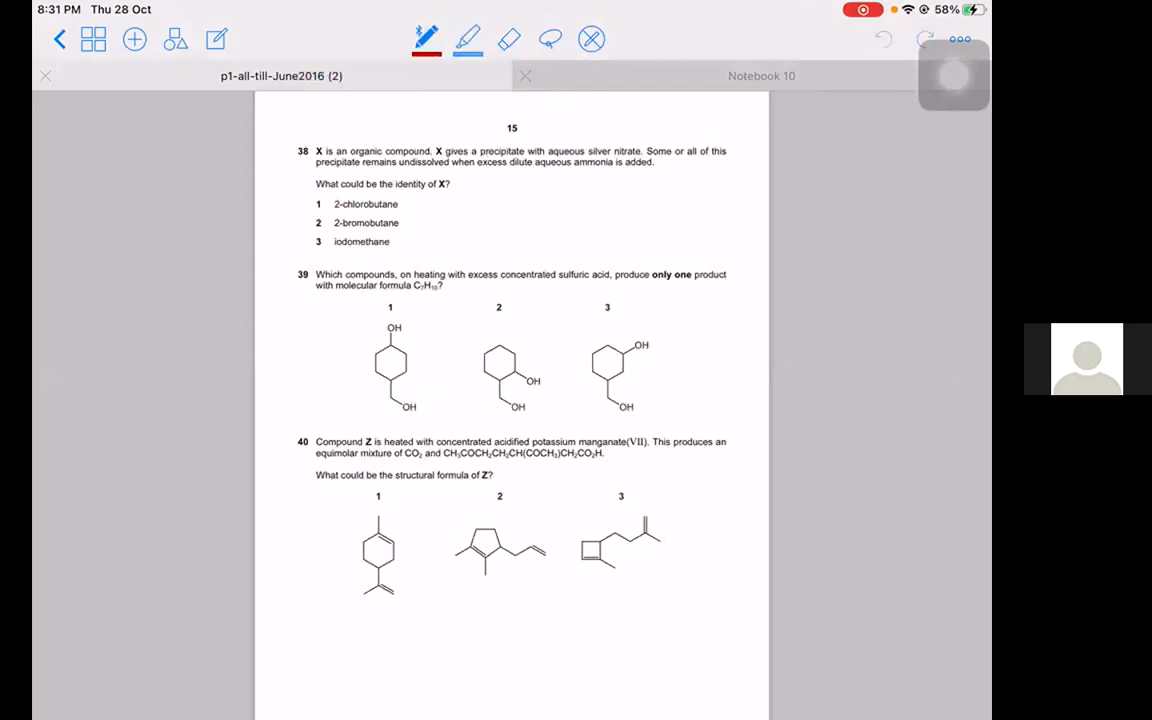 8:31 PM Thu 28 Oct
58%
p1-all-till-June2016 (2)
Notebook 10
15
38 X is an organic compound. X gives a precipitate with aqueous silver nitrate. Some or all of this
precipitate remains undissolved when excess dilute aqueous ammonia is added.
What could be the identity of X?
1 2-chlorobutane
2 2-bromobutane
3 iodomethane
39 Which compounds, on heating with excess concentrated sulfuric acid, produce only one product
with molecular formula C₇H₁₀?
1 2 3
OH
OH
OH
OH
OH
OH
40 Compound Z is heated with concentrated acidified potassium manganate(VII). This produces an
equimolar mixture of CO₂ and CH₃COCH₂CH₂CH(COCH₃)CH₂CO₂H.
What could be the structural formula of Z?
1 2 3